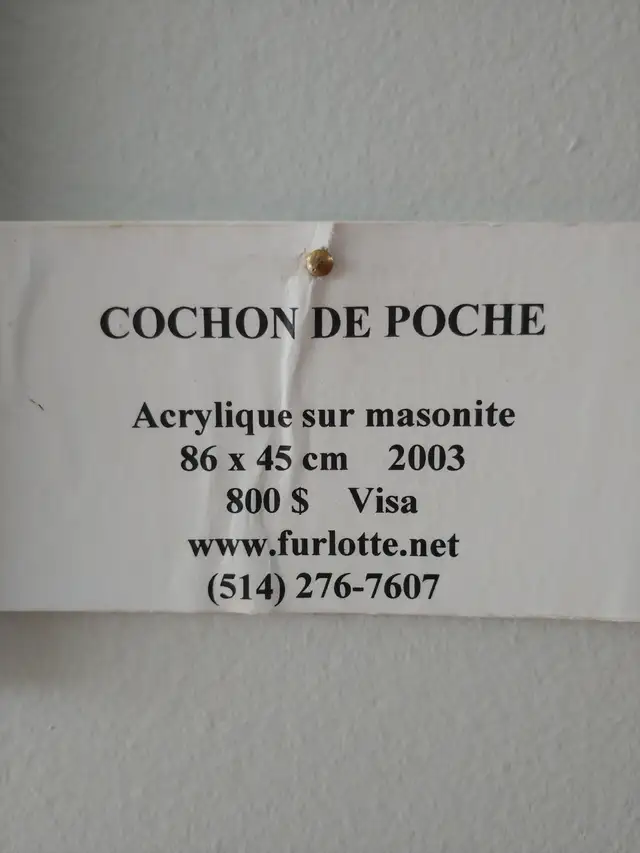 COCHON DE POCHE
Acrylique sur masonite
86 x 45 cm 2003
800 $ Visa
www.furlotte.net
(514) 276-7607